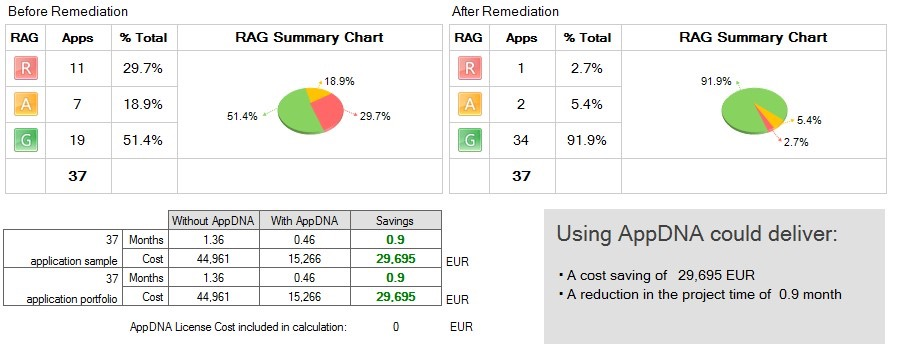 Before Remediation
RAG Apps % Total RAG Summary Chart
R 11 29.7%
A 7 18.9%
G 19 51.4%
37
18.9%
51.4%
29.7%
After Remediation
RAG Apps % Total RAG Summary Chart
R 1 2.7%
A 2 5.4%
G 34 91.9%
37
91.9%
5.4%
2.7%
Without AppDNA With AppDNA Savings
37 Months 1.36 0.46 0.9
application sample Cost 44,961 15,266 29,695 EUR
37 Months 1.36 0.46 0.9
application portfolio Cost 44,961 15,266 29,695 EUR
AppDNA License Cost included in calculation: 0 EUR
Using AppDNA could deliver:
· A cost saving of 29,695 EUR
· A reduction in the project time of 0.9 month